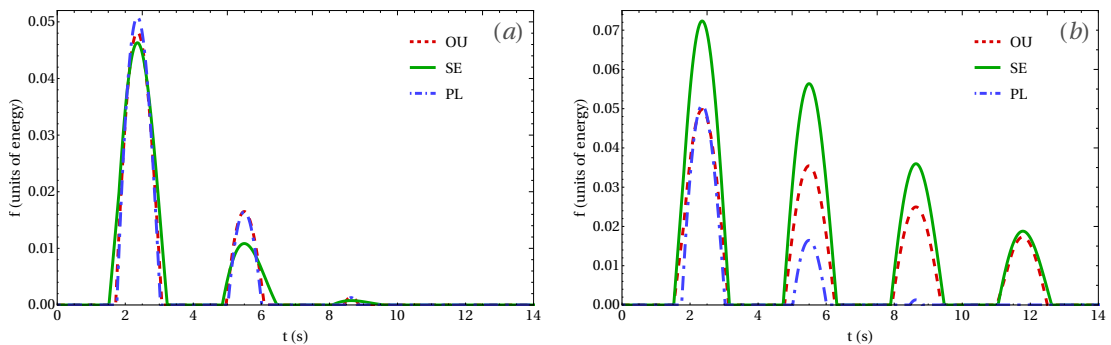 (a)
OU
SE
PL
f (units of energy)
0.05
0.04
0.03
0.02
0.01
0.00
0 2 4 6 8 10 12 14
t (s)
(b)
OU
SE
PL
f (units of energy)
0.07
0.06
0.05
0.04
0.03
0.02
0.01
0.00
0 2 4 6 8 10 12 14
t (s)